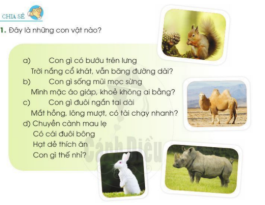 CHIA SẺ
1. Đây là những con vật nào?
a) Con gì có bướu trên lưng
Trời nắng cổ khát, vẫn băng đường dài?
b) Con gì sống mũi mọc sừng
Mình mặc áo giáp, khoẻ không ai bằng?
c) Con gì đuôi ngắn tai dài
Mắt hồng, lông mượt, có tài chạy nhanh?
d) Chuyền cành mau lẹ
Có cái đuôi bông
Hạt dẻ thích ăn
Con gì thế nhỉ?
Cánh Diều